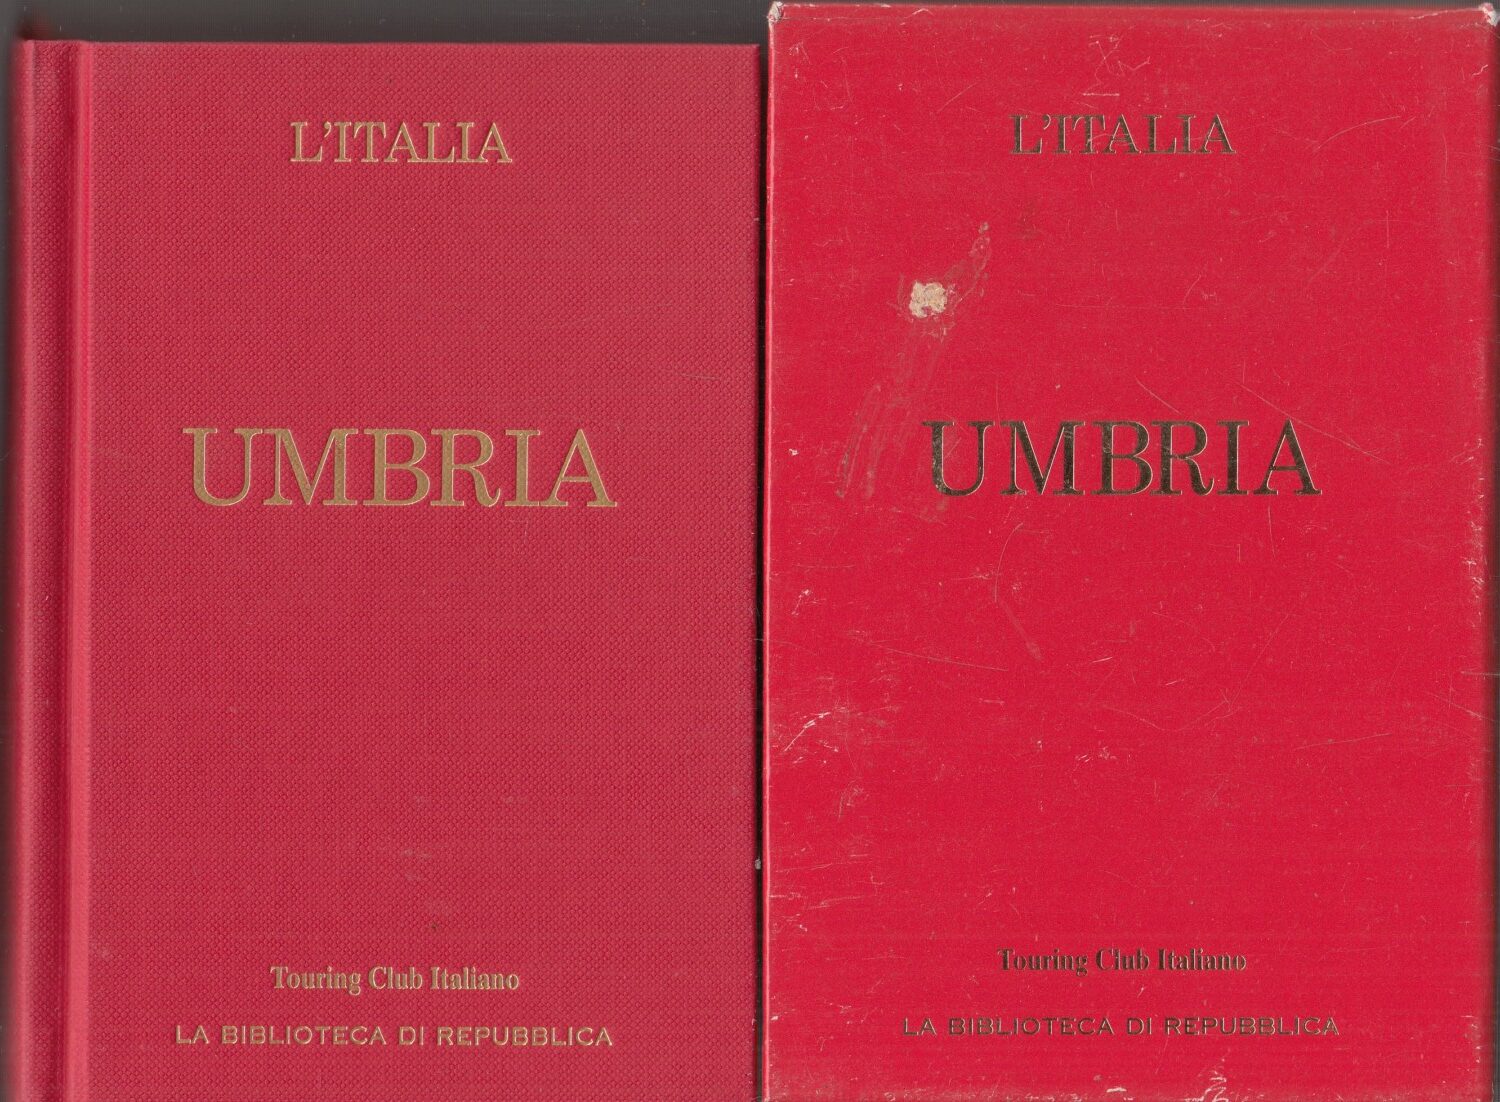 L'ITALIA
UMBRIA
Touring Club Italiano
LA BIBLIOTECA DI REPUBBLICA
L'ITALIA
UMBRIA
Touring Club Italiano
LA BIBLIOTECA DI REPUBBLICA